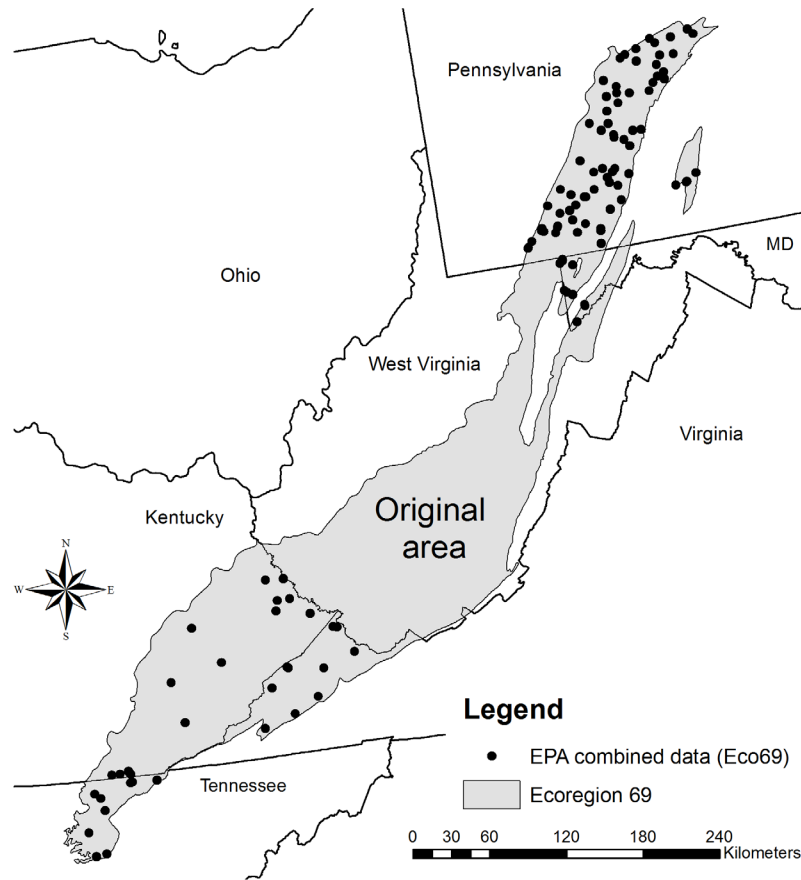 Pennsylvania
MD
Ohio
West Virginia
Virginia
Original
area
Kentucky
N
W E
S
Tennessee
Legend
EPA combined data (Eco69)
Ecoregion 69
0 30 60 120 180 240
Kilometers